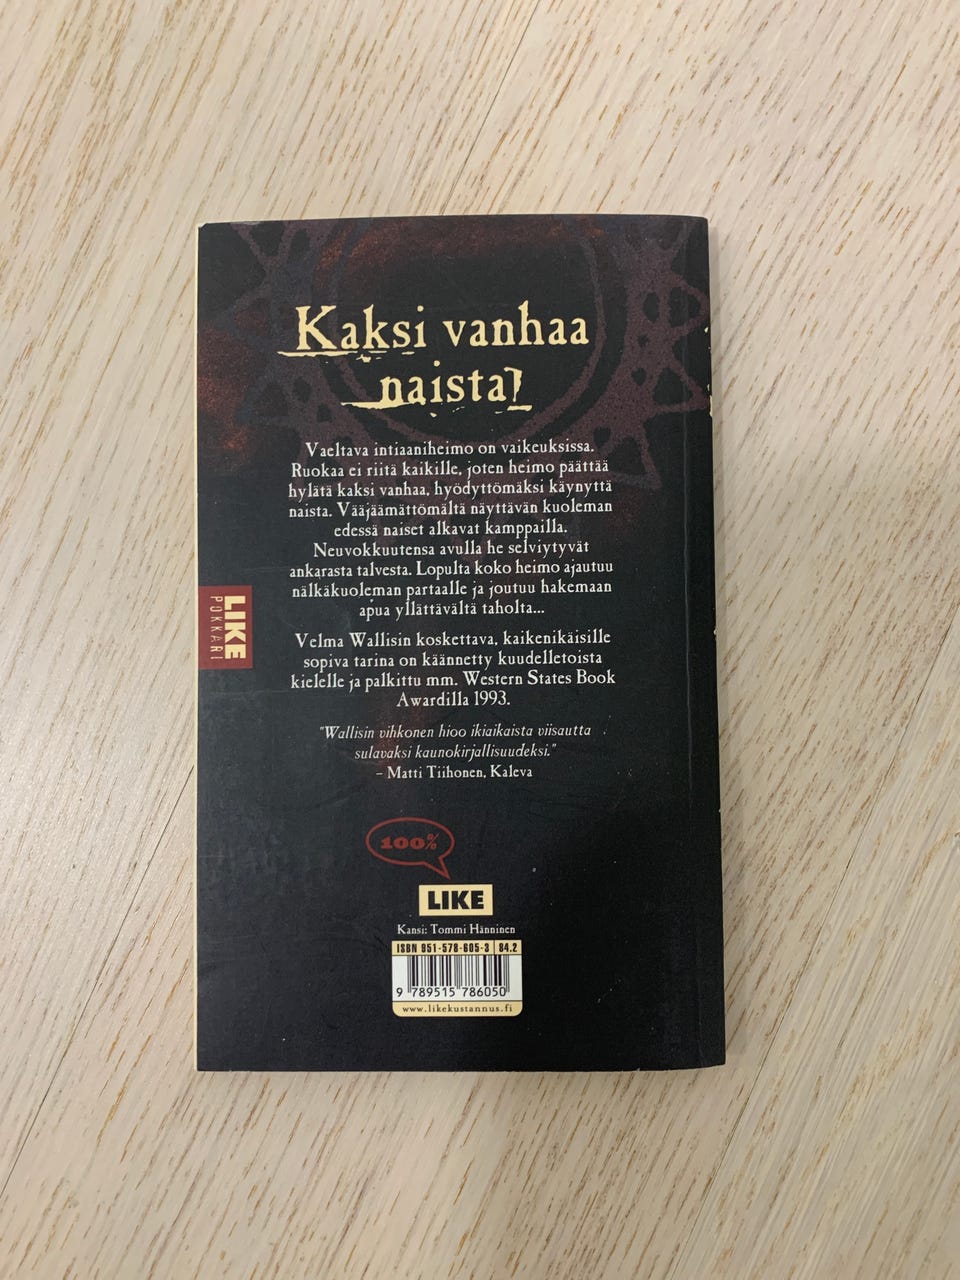 Kaksi vanhaa
naista
Vaeltava intiaaniheimo on vaikeuksissa.
Ruokaa ei riitä kaikille, joten heimo päättää
hylätä kaksi vanhaa, hyödyttömäksi käynyttä
naista. Vääjäämättömältä näyttävän kuoleman
edessä naiset alkavat kamppailla.
Neuvokkuutensa avulla he selviytyvät
ankarasta talvesta. Lopulta koko heimo ajautuu
nälkäkuoleman partaalle ja joutuu hakemaan
apua yllättävältä taholta...
Velma Wallisin koskettava, kaikenikäisille
sopiva tarina on käännetty kuudelletoista
kielelle ja palkittu mm. Western States Book
Awardilla 1993.
"Wallisin vihkonen hioo ikiaikaista viisautta
sulavaksi kaunokirjallisuudeksi."
– Matti Tiihonen, Kaleva
LIKE
POKKARI
100%
LIKE
Kansi: Tommi Hänninen
ISBN 951-578-605-3 84.2
9 789515 786050
www.likekustannus.fi